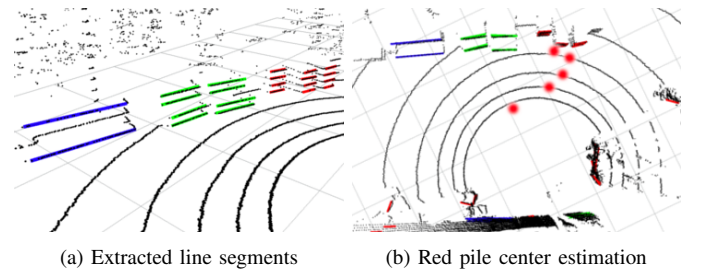 (a) Extracted line segments
(b) Red pile center estimation